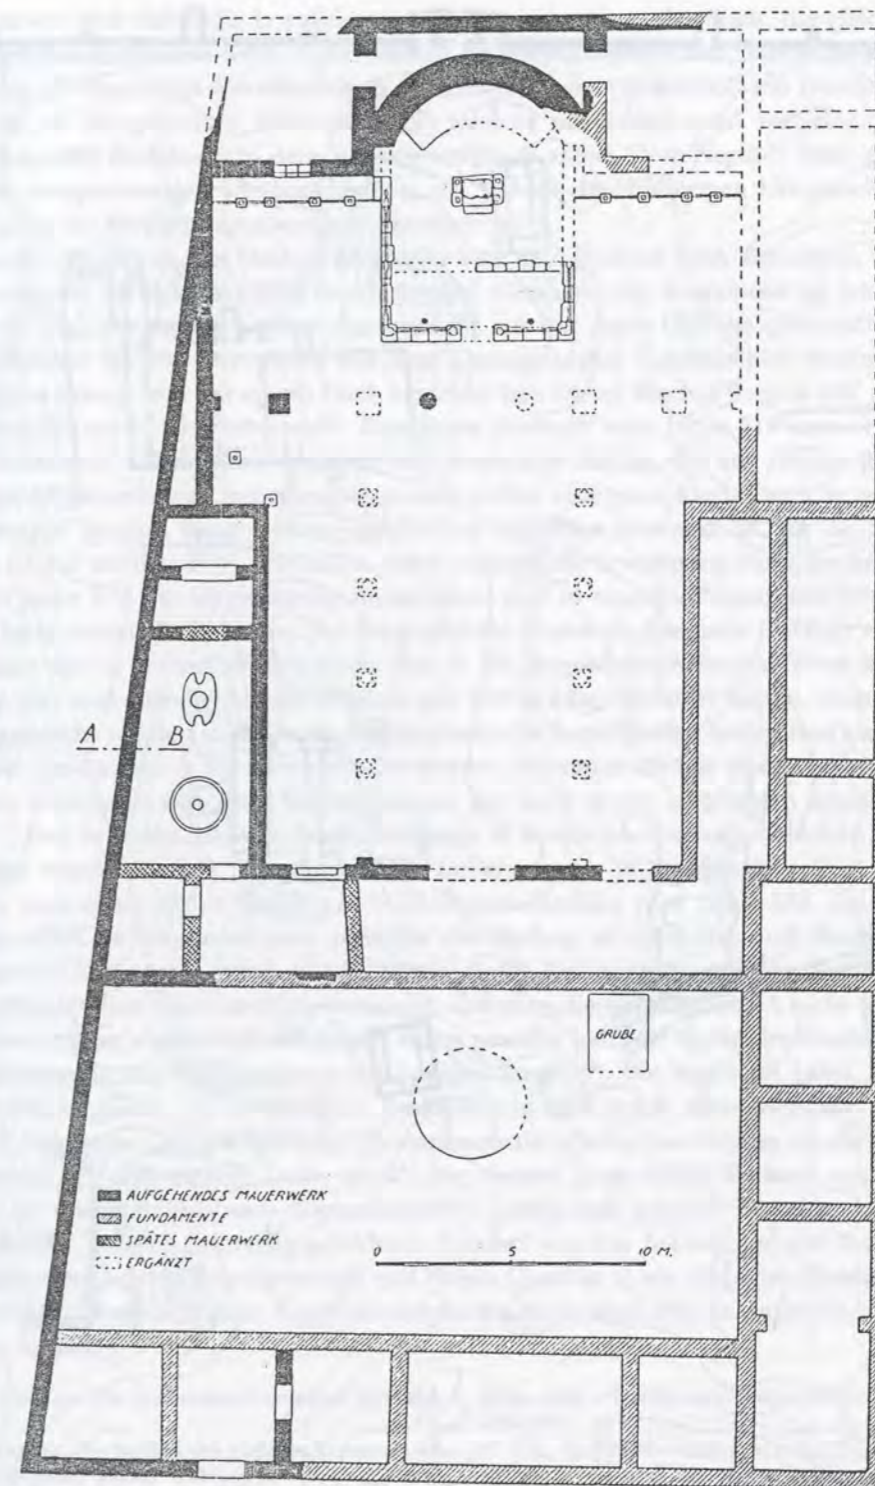 A B
GRUBE
AUFGEHENDES MAUERWERK
FUNDAMENTE
SPÄTES MAUERWERK
ERGÄNZT
0 5 10 M.